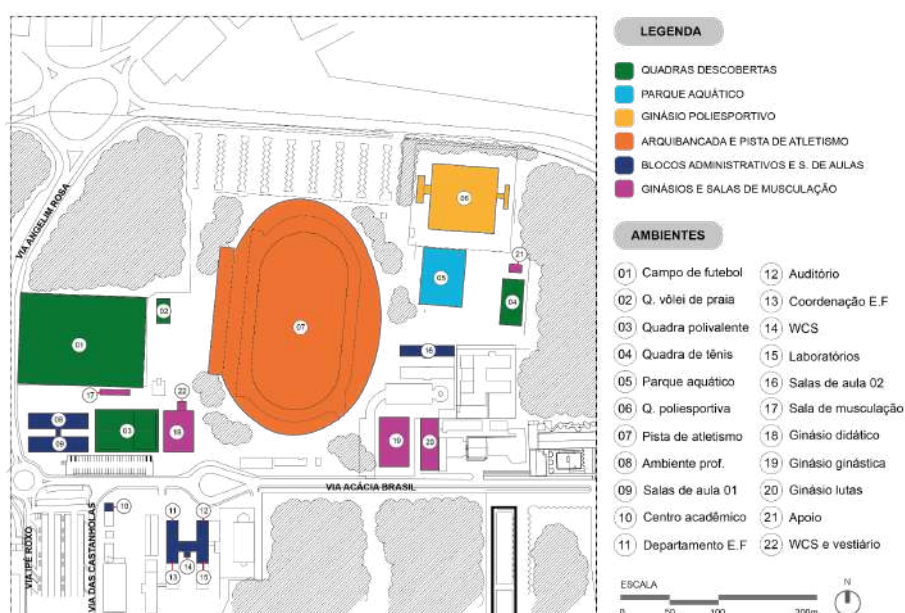 LEGENDA
QUADRAS DESCOBERTAS
PARQUE AQUÁTICO
GINÁSIO POLIESPORTIVO
ARQUIBANCADA E PISTA DE ATLETISMO
BLOCOS ADMINISTRATIVOS E S. DE AULAS
GINÁSIOS E SALAS DE MUSCULAÇÃO
AMBIENTES
01 Campo de futebol
02 Q. vôlei de praia
03 Quadra polivalente
04 Quadra de tênis
05 Parque aquático
06 Q. poliesportiva
07 Pista de atletismo
08 Ambiente prof.
09 Salas de aula 01
10 Centro acadêmico
11 Departamento E.F
12 Auditório
13 Coordenação E.F
14 WCS
15 Laboratórios
16 Salas de aula 02
17 Sala de musculação
18 Ginásio didático
19 Ginásio ginástica
20 Ginásio lutas
21 Apoio
22 WCS e vestiário
ESCALA
0 50 100 200m
N
VIA ANGELIM ROSA
06
21
05
04
02
07
01
16
17
22
08
09
03
18
19
20
VIA ACÁCIA BRASIL
VIA IPÊ ROXO
VIA DAS CASTANHOLAS
10
11
12
14
13
15